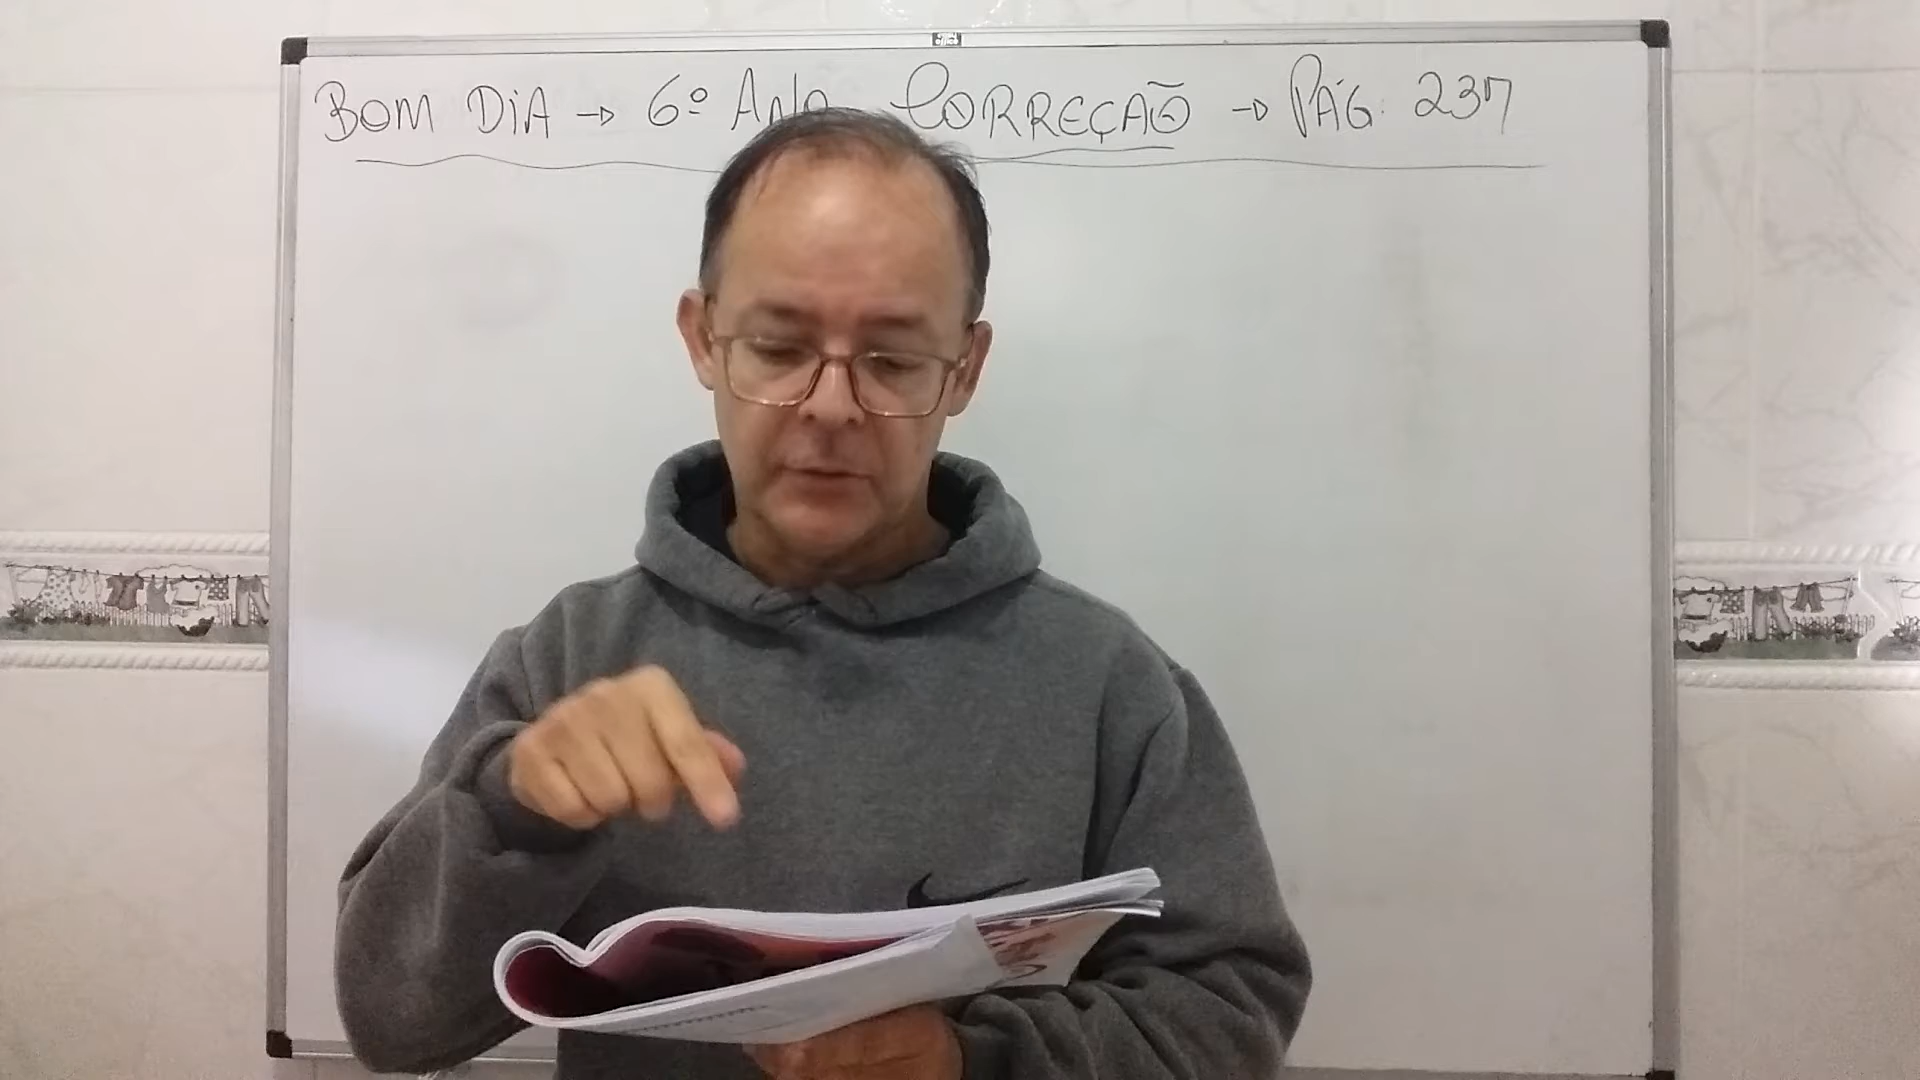 BOM DIA → 6º ANO CORREÇÃO → PÁG. 237